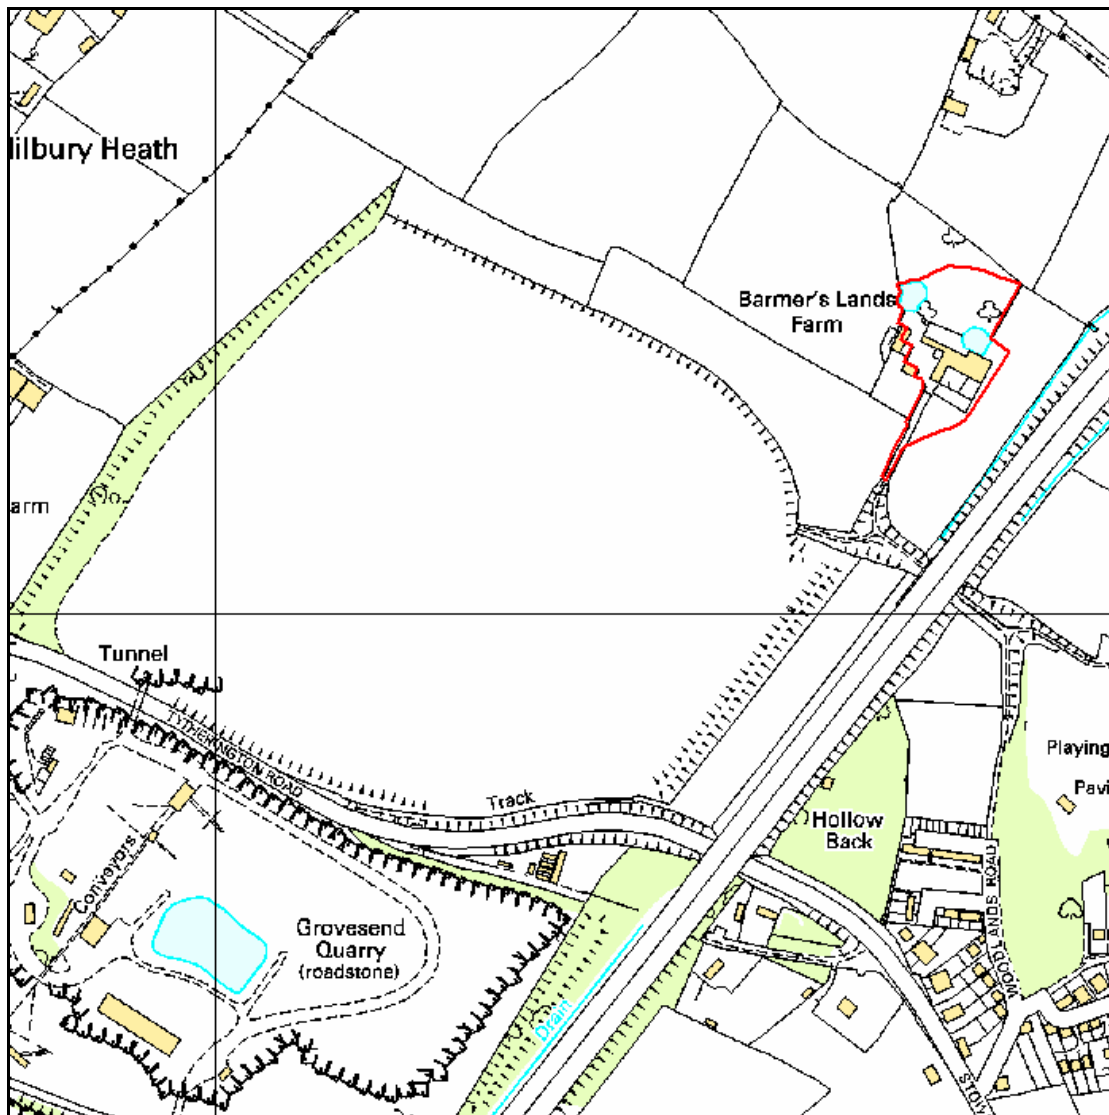 ilbury Heath
Barmer's Lands
Farm
arm
Tunnel
TYTHERINGTON ROAD
Track
Playing
Pavi
Hollow
Back
Conveyors
WOODLANDS ROAD
Grovesend
Quarry
(roadstone)
Drain
STOW